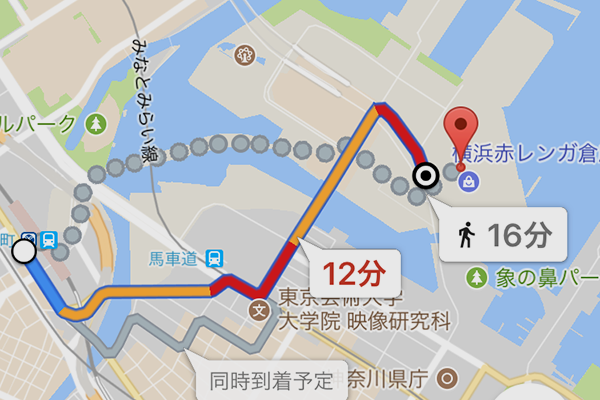 みなとみらい線
ルパーク
横浜赤レンガ倉
町
16分
馬車道
12分
象の鼻パー
東京芸術大学
大学院 映像研究科
同時到着予定
奈川県庁